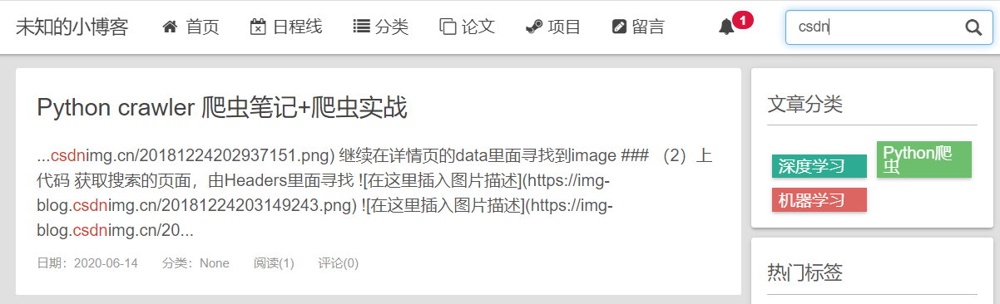 未知的小博客 首页 日程线 分类 论文 项目 留言 1 csdn
Python crawler 爬虫笔记+爬虫实战
...csdnimg.cn/20181224202937151.png) 继续在详情页的data里面寻找到image ### （2）上
代码 获取搜索的页面，由Headers里面寻找 ![在这里插入图片描述](https://img-
blog.csdnimg.cn/20181224203149243.png) ![在这里插入图片描述](https://img-
blog.csdnimg.cn/20...
日期：2020-06-14 分类：None 阅读(1) 评论(0)
文章分类
深度学习
Python爬
虫
机器学习
热门标签